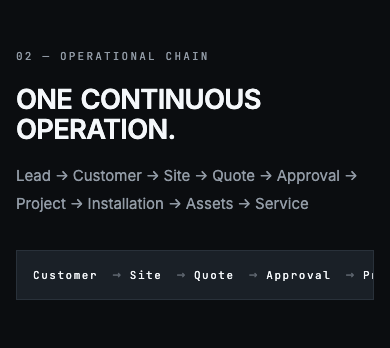 02 — OPERATIONAL CHAIN
ONE CONTINUOUS
OPERATION.
Lead → Customer → Site → Quote → Approval →
Project → Installation → Assets → Service
Customer → Site → Quote → Approval →